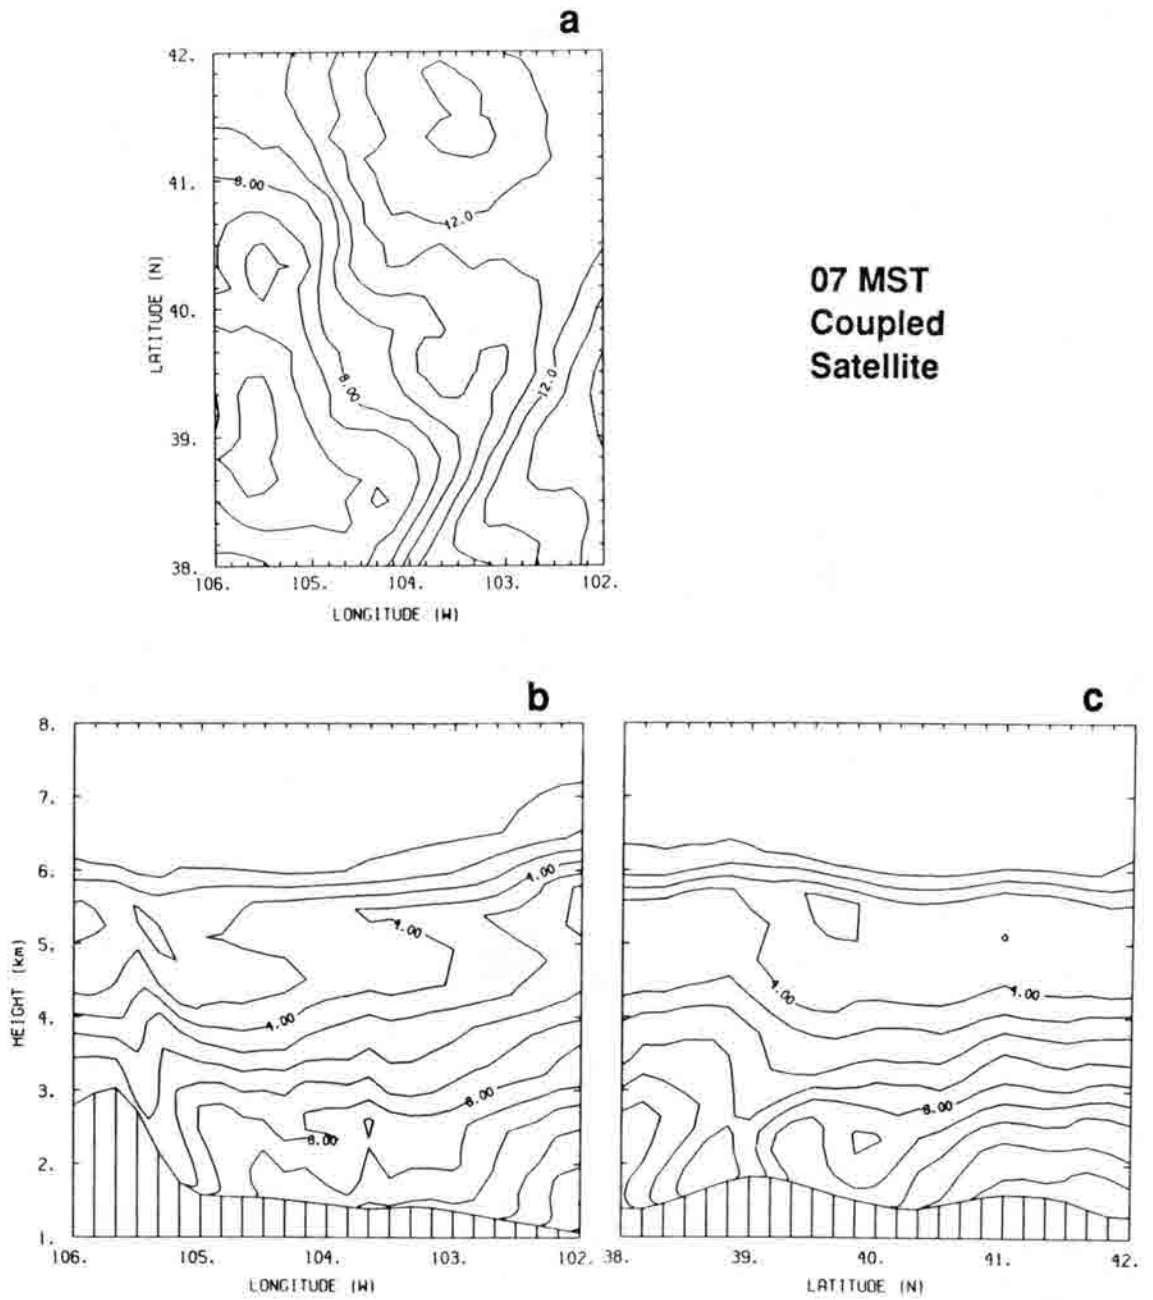 a
42.
41.
40.
39.
38.
LATITUDE (N)
8.00
12.0
8.00
12.0
106. 105. 104. 103. 102.
LONGITUDE (W)
07 MST
Coupled
Satellite
b
8.
7.
6.
5.
4.
3.
2.
1.
HEIGHT (km)
4.00
4.00
4.00
8.00
8.00
106. 105. 104. 103. 102.
LONGITUDE (W)
c
4.00
4.00
8.00
38. 39. 40. 41. 42.
LATITUDE (N)